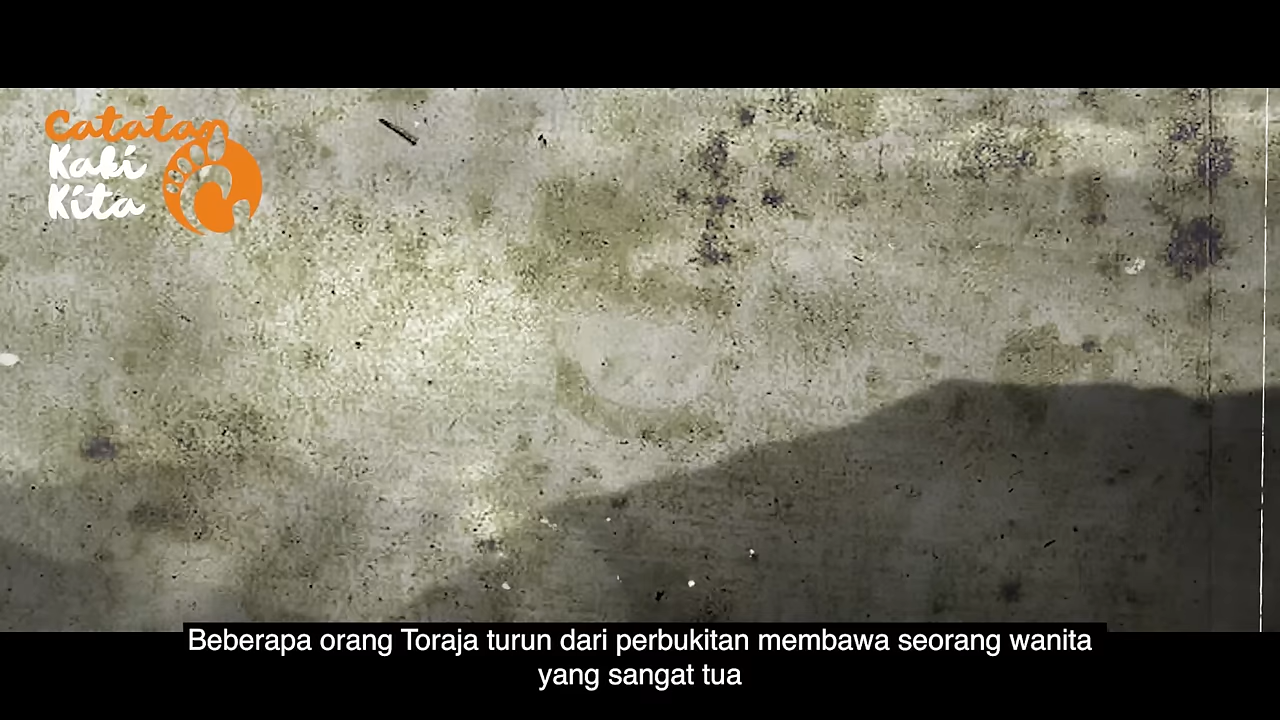 Catatan
Kaki
Kita
Beberapa orang Toraja turun dari perbukitan membawa seorang wanita
yang sangat tua